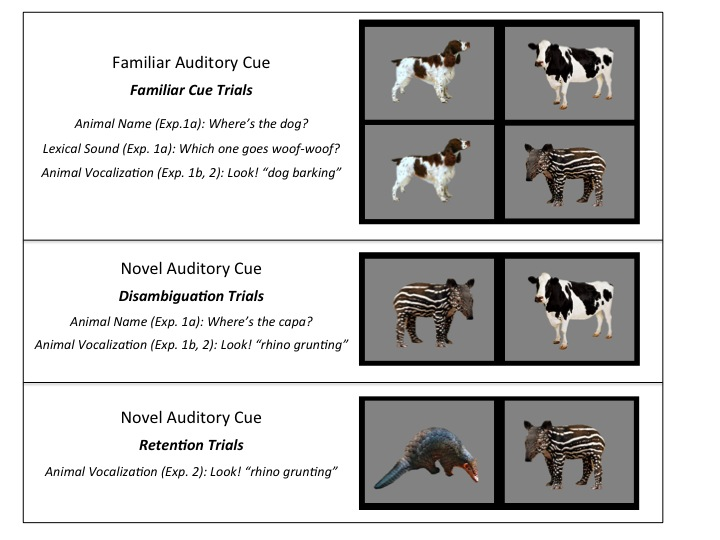 Familiar Auditory Cue
Familiar Cue Trials
Animal Name (Exp.1a): Where's the dog?
Lexical Sound (Exp. 1a): Which one goes woof-woof?
Animal Vocalization (Exp. 1b, 2): Look! "dog barking"
Novel Auditory Cue
Disambiguation Trials
Animal Name (Exp. 1a): Where's the capa?
Animal Vocalization (Exp. 1b, 2): Look! "rhino grunting"
Novel Auditory Cue
Retention Trials
Animal Vocalization (Exp. 2): Look! "rhino grunting"